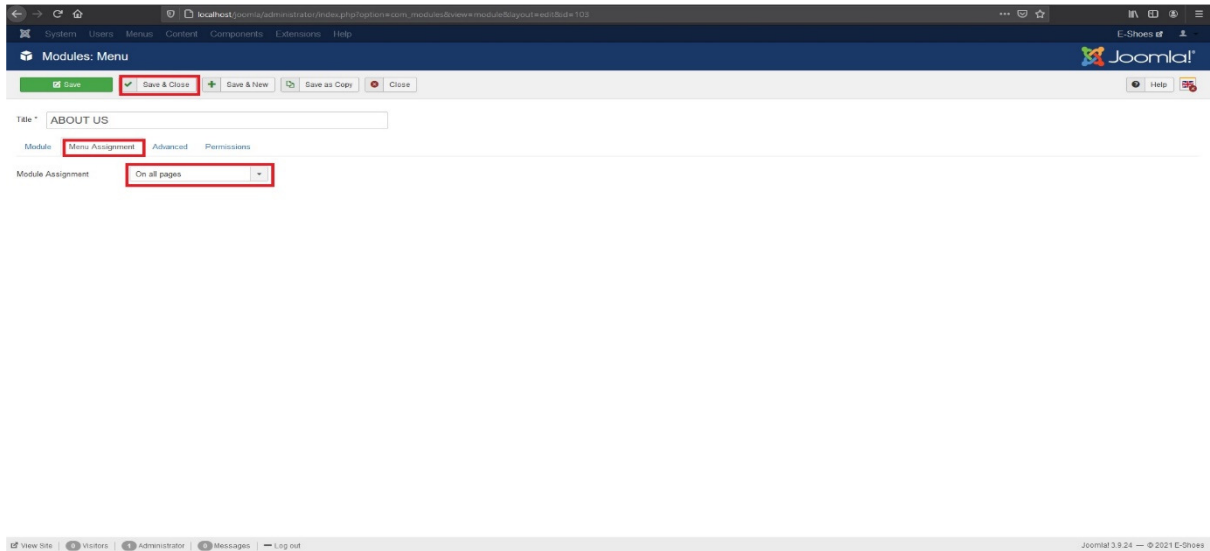 localhost/joomla/administrator/index.php?option=com_modules&view=module&layout=edit&id=103
System Users Menus Content Components Extensions Help E-Shoes
Modules: Menu Joomla!®
Save Save & Close Save & New Save as Copy Close Help
Title * ABOUT US
Module Menu Assignment Advanced Permissions
Module Assignment On all pages
View Site 0 Visitors 1 Administrator 0 Messages Log out Joomla! 3.9.24 — © 2021 E-Shoes